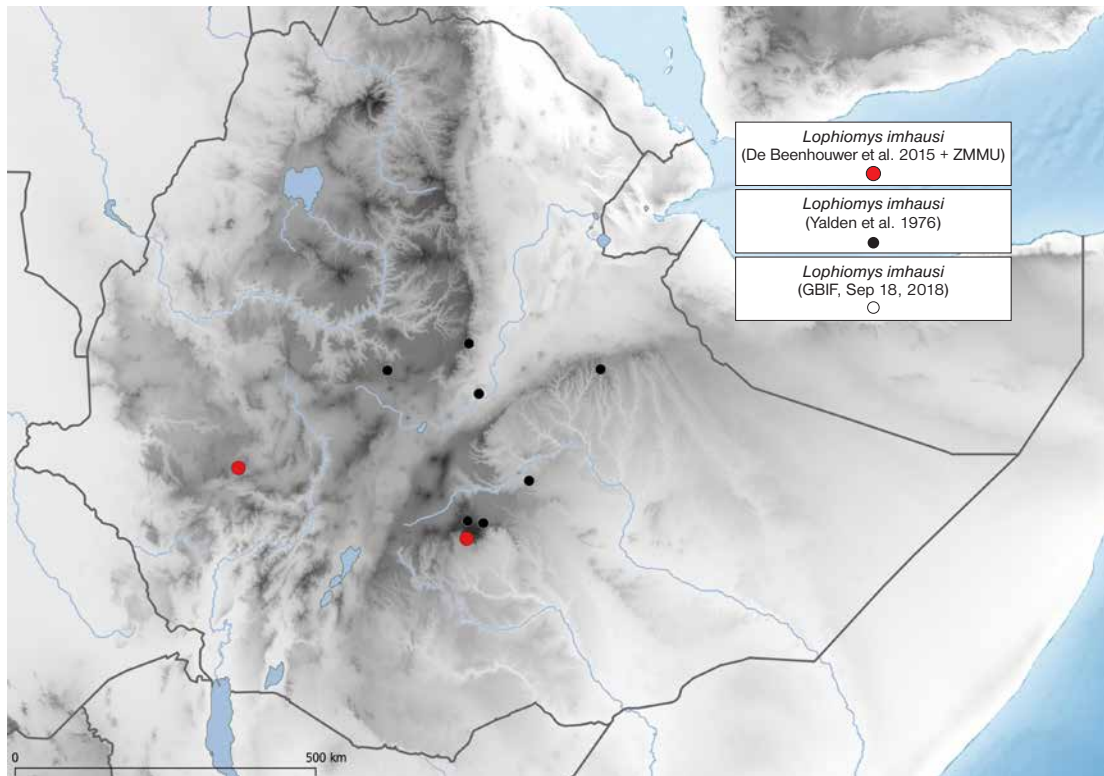 Lophiomys imhausi
(De Beenhouwer et al. 2015 + ZMMU)
Lophiomys imhausi
(Yalden et al. 1976)
Lophiomys imhausi
(GBIF, Sep 18, 2018)
0 500 km